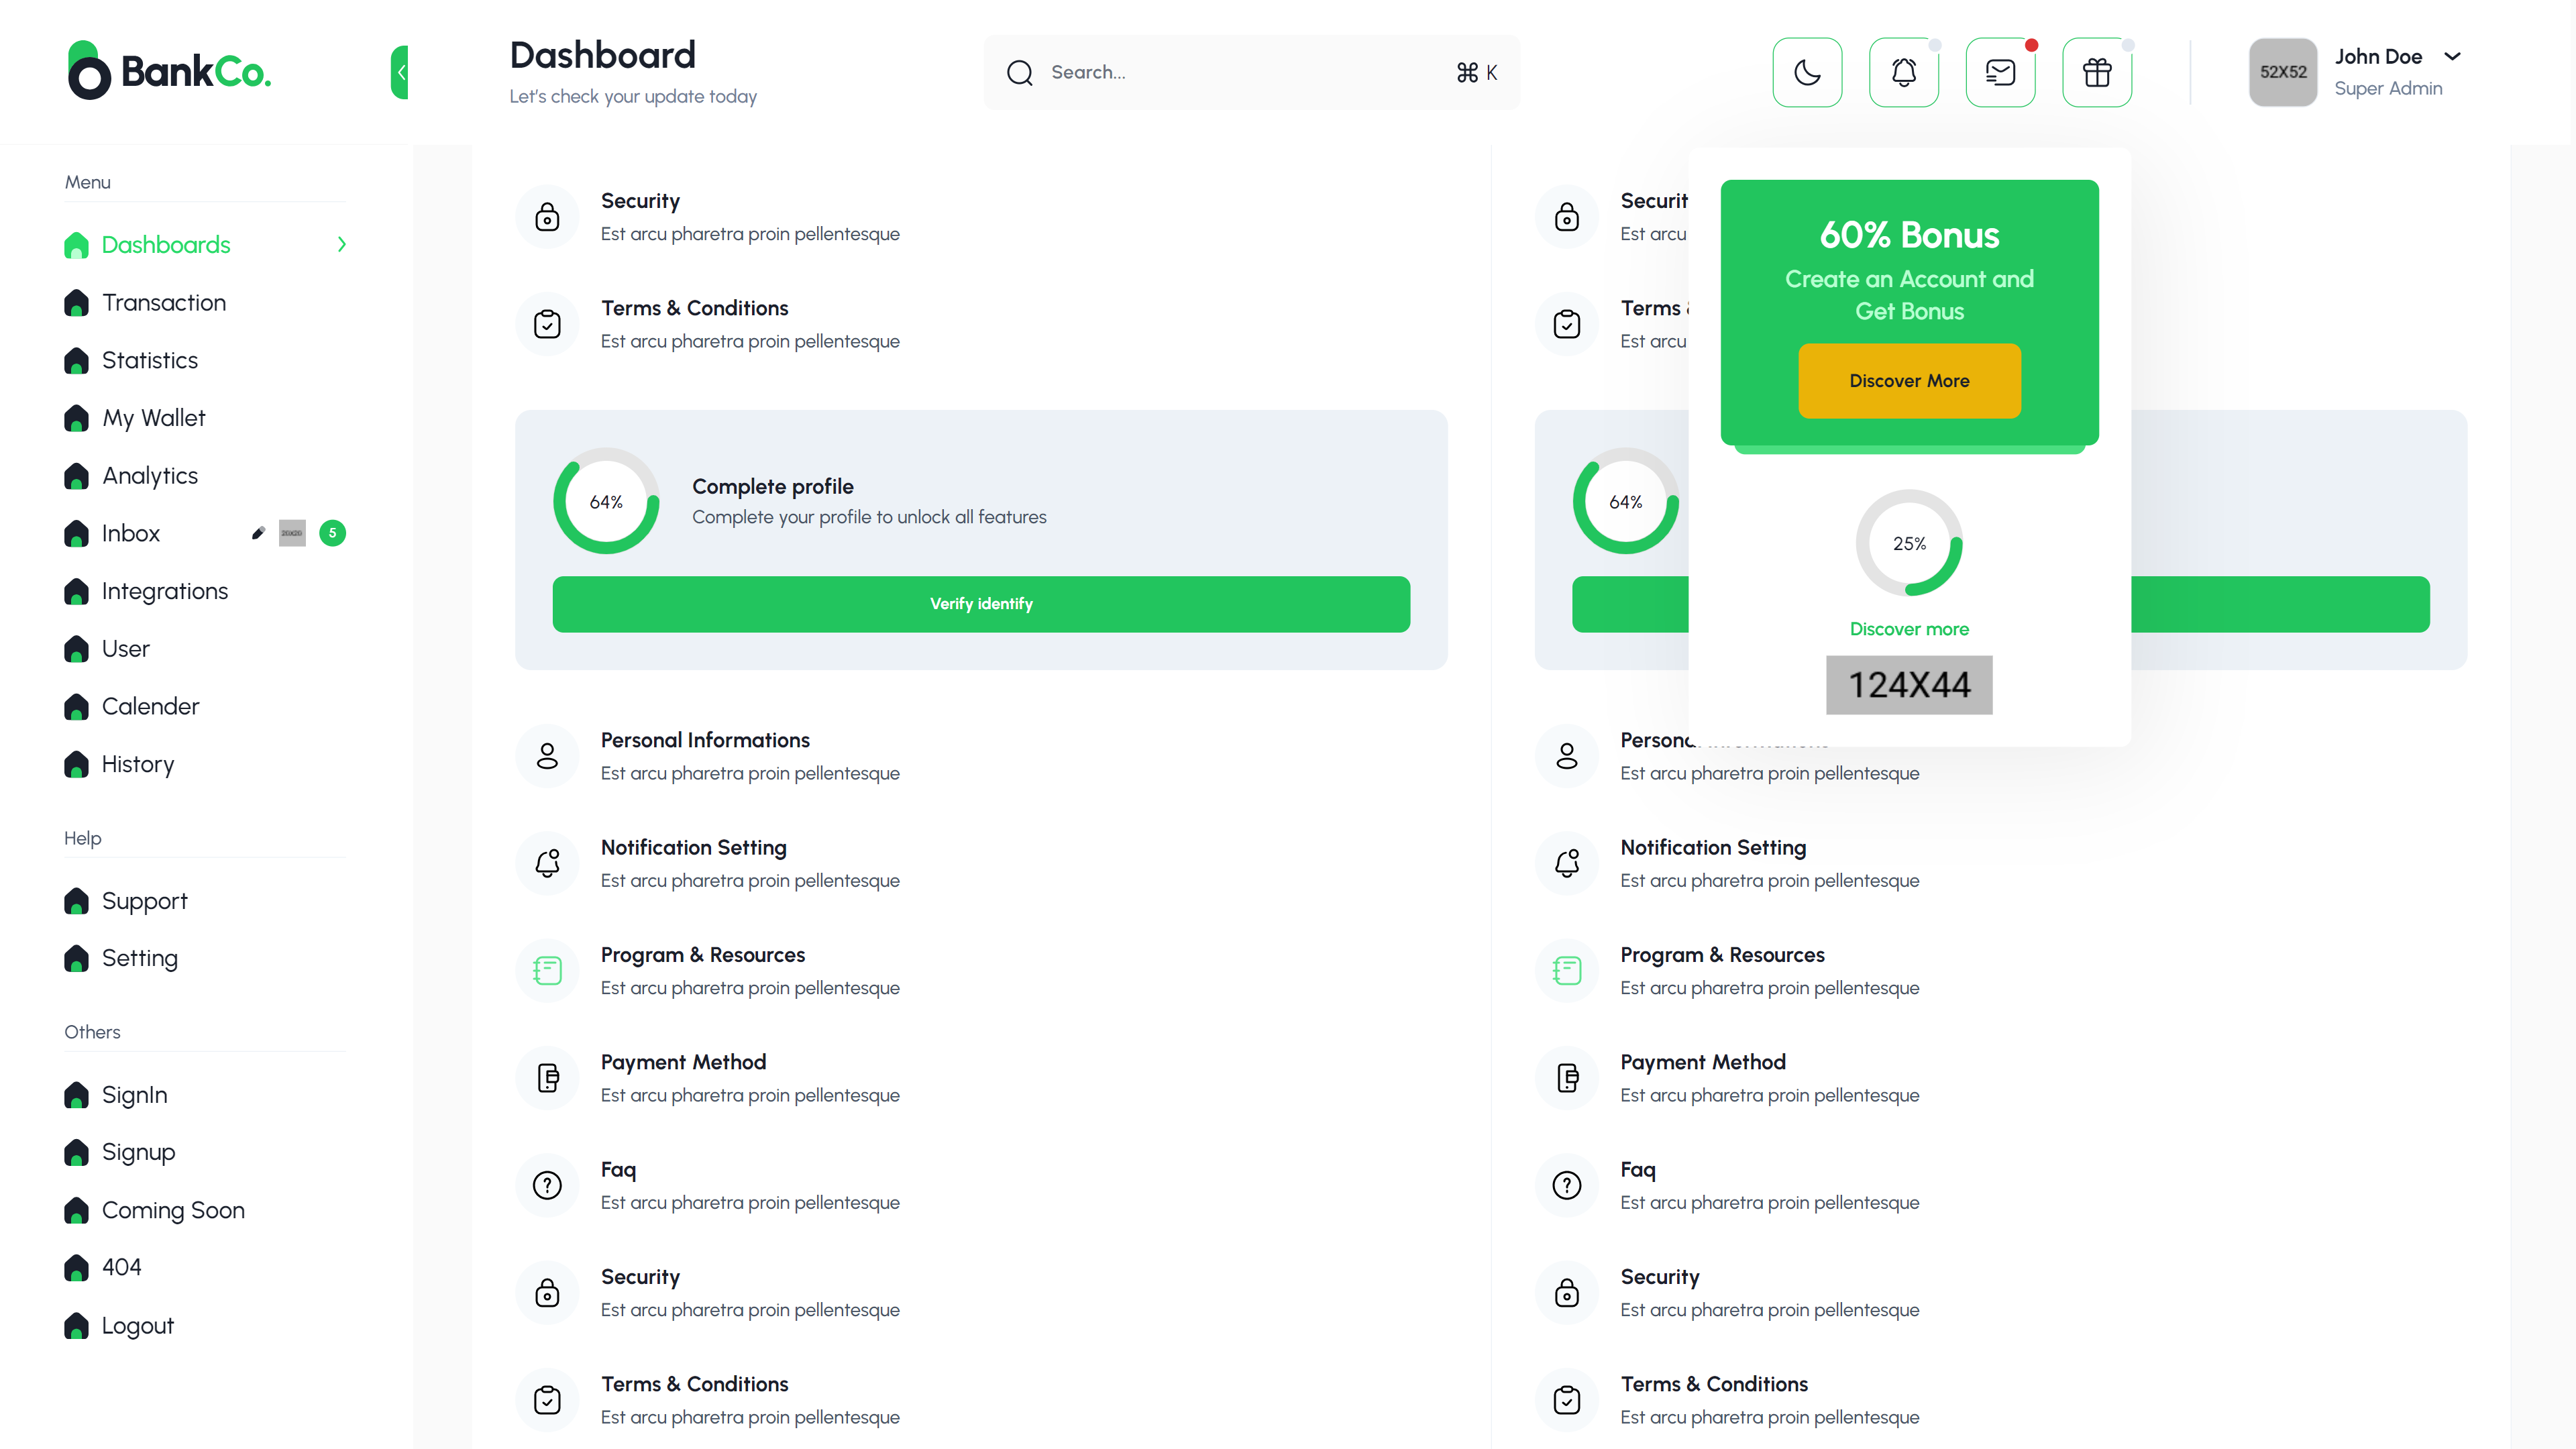 BankCo.
Dashboard
Let's check your update today
Search...
⌘ K
John Doe
Super Admin
52X52
Menu
Dashboards
Transaction
Statistics
My Wallet
Analytics
Inbox
5
Integrations
User
Calender
History
Help
Support
Setting
Others
SignIn
Signup
Coming Soon
404
Logout
Security
Est arcu pharetra proin pellentesque
Terms & Conditions
Est arcu pharetra proin pellentesque
64%
Complete profile
Complete your profile to unlock all features
Verify identify
Personal Informations
Est arcu pharetra proin pellentesque
Notification Setting
Est arcu pharetra proin pellentesque
Program & Resources
Est arcu pharetra proin pellentesque
Payment Method
Est arcu pharetra proin pellentesque
Faq
Est arcu pharetra proin pellentesque
Security
Est arcu pharetra proin pellentesque
Terms & Conditions
Est arcu pharetra proin pellentesque
Securit
Est arcu
Terms &
Est arcu
64%
60% Bonus
Create an Account and
Get Bonus
Discover More
25%
Discover more
124X44
Est arcu pharetra proin pellentesque
Notification Setting
Est arcu pharetra proin pellentesque
Program & Resources
Est arcu pharetra proin pellentesque
Payment Method
Est arcu pharetra proin pellentesque
Faq
Est arcu pharetra proin pellentesque
Security
Est arcu pharetra proin pellentesque
Terms & Conditions
Est arcu pharetra proin pellentesque